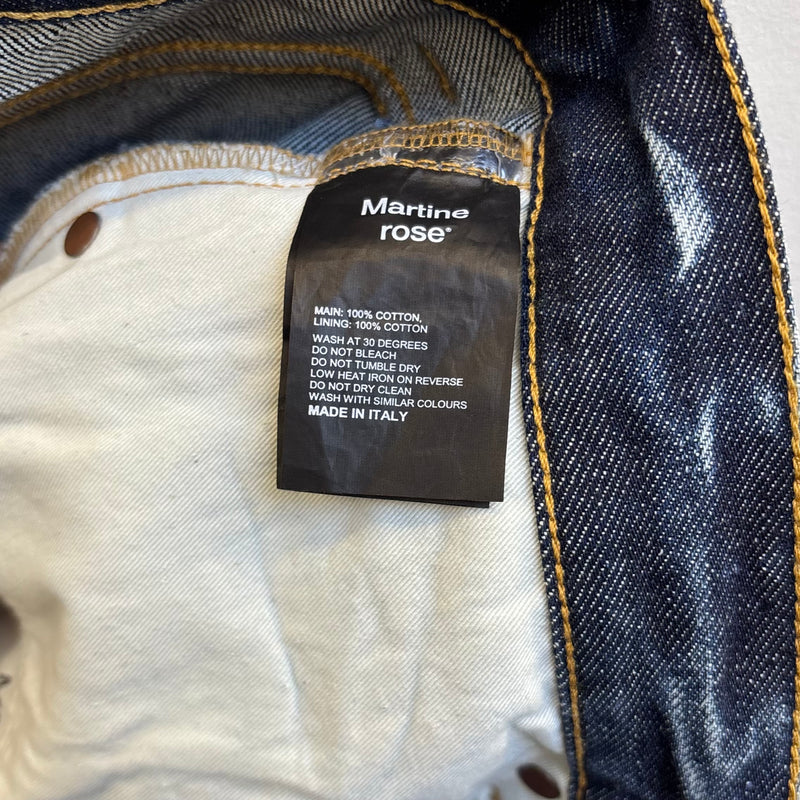 Martine
rose®
MAIN: 100% COTTON,
LINING: 100% COTTON
WASH AT 30 DEGREES
DO NOT BLEACH
DO NOT TUMBLE DRY
LOW HEAT IRON ON REVERSE
DO NOT DRY CLEAN
WASH WITH SIMILAR COLOURS
MADE IN ITALY